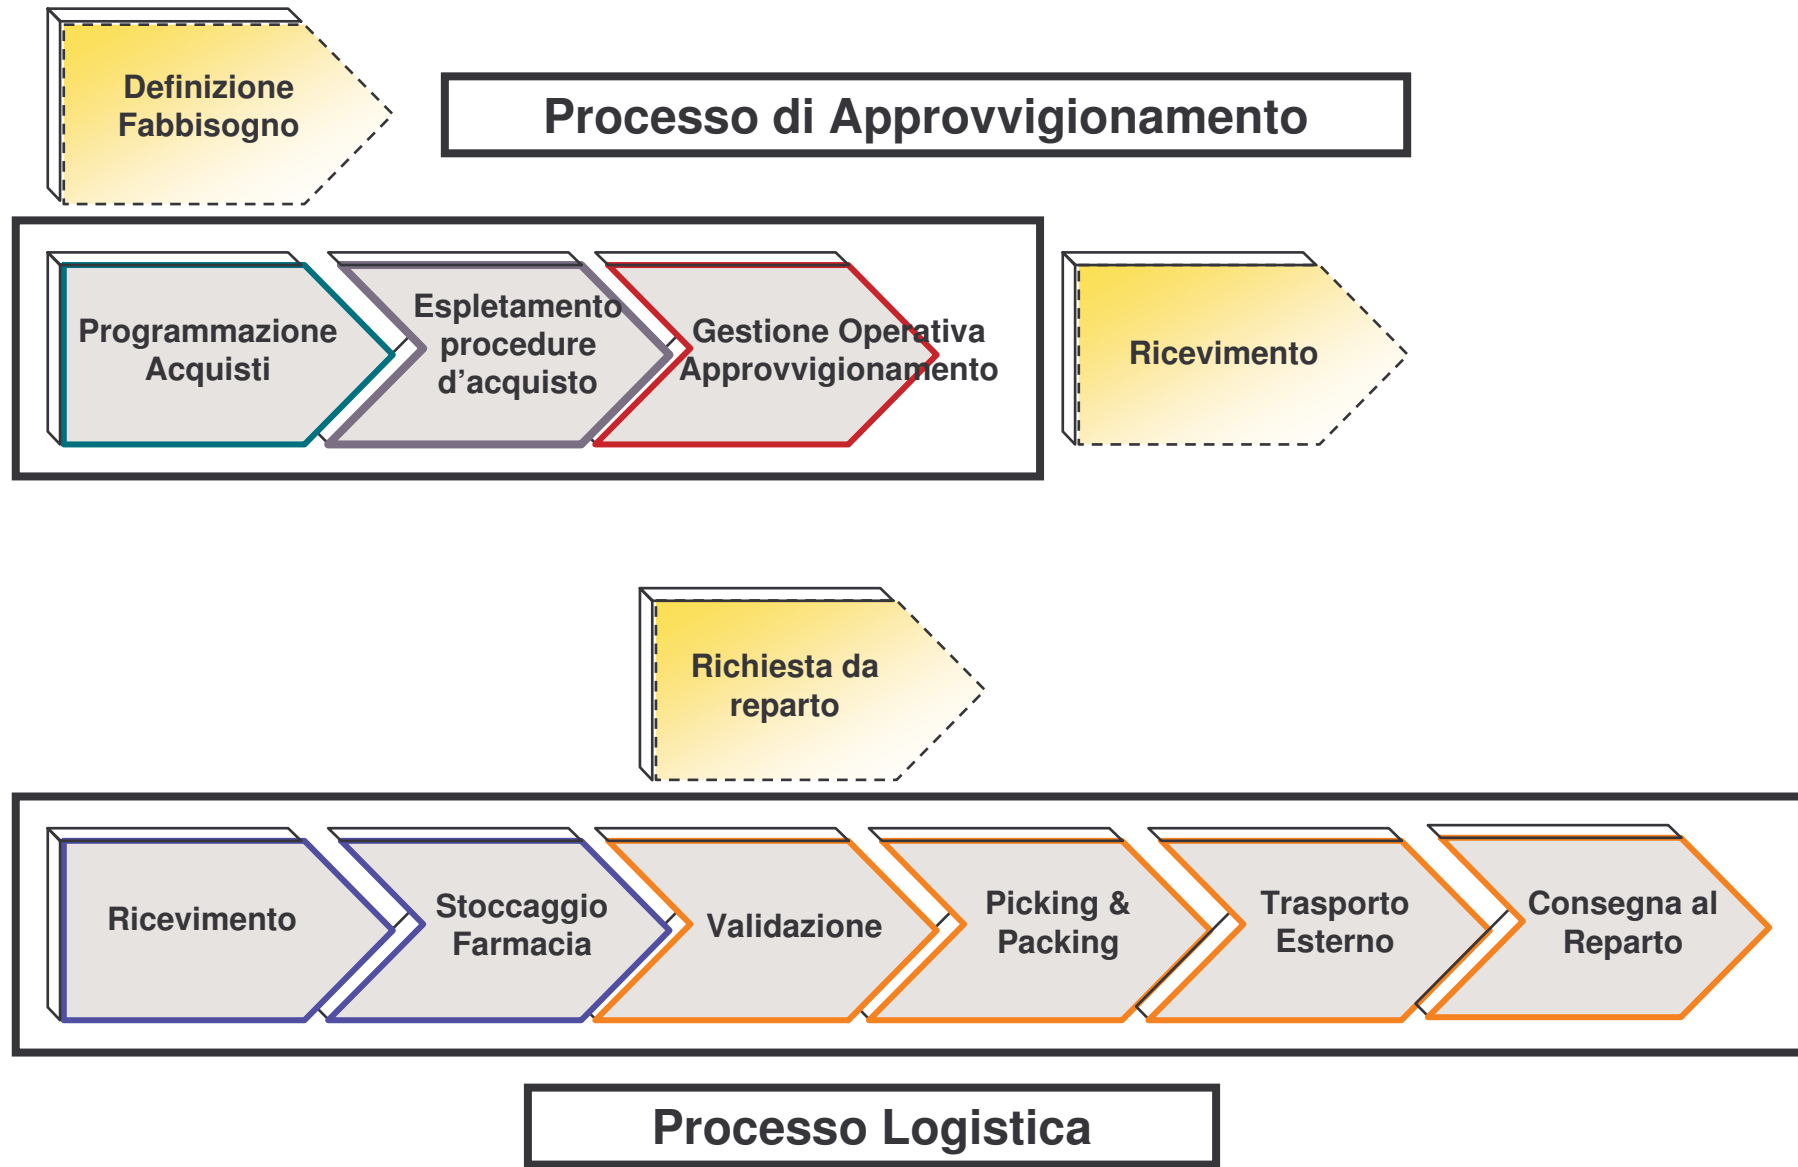 Definizione
Fabbisogno
Processo di Approvvigionamento
Programmazione
Acquisti
Espletamento
procedure
d’acquisto
Gestione Operativa
Approvvigionamento
Ricevimento
Richiesta da
reparto
Ricevimento
Stoccaggio
Farmacia
Validazione
Picking &
Packing
Trasporto
Esterno
Consegna al
Reparto
Processo Logistica